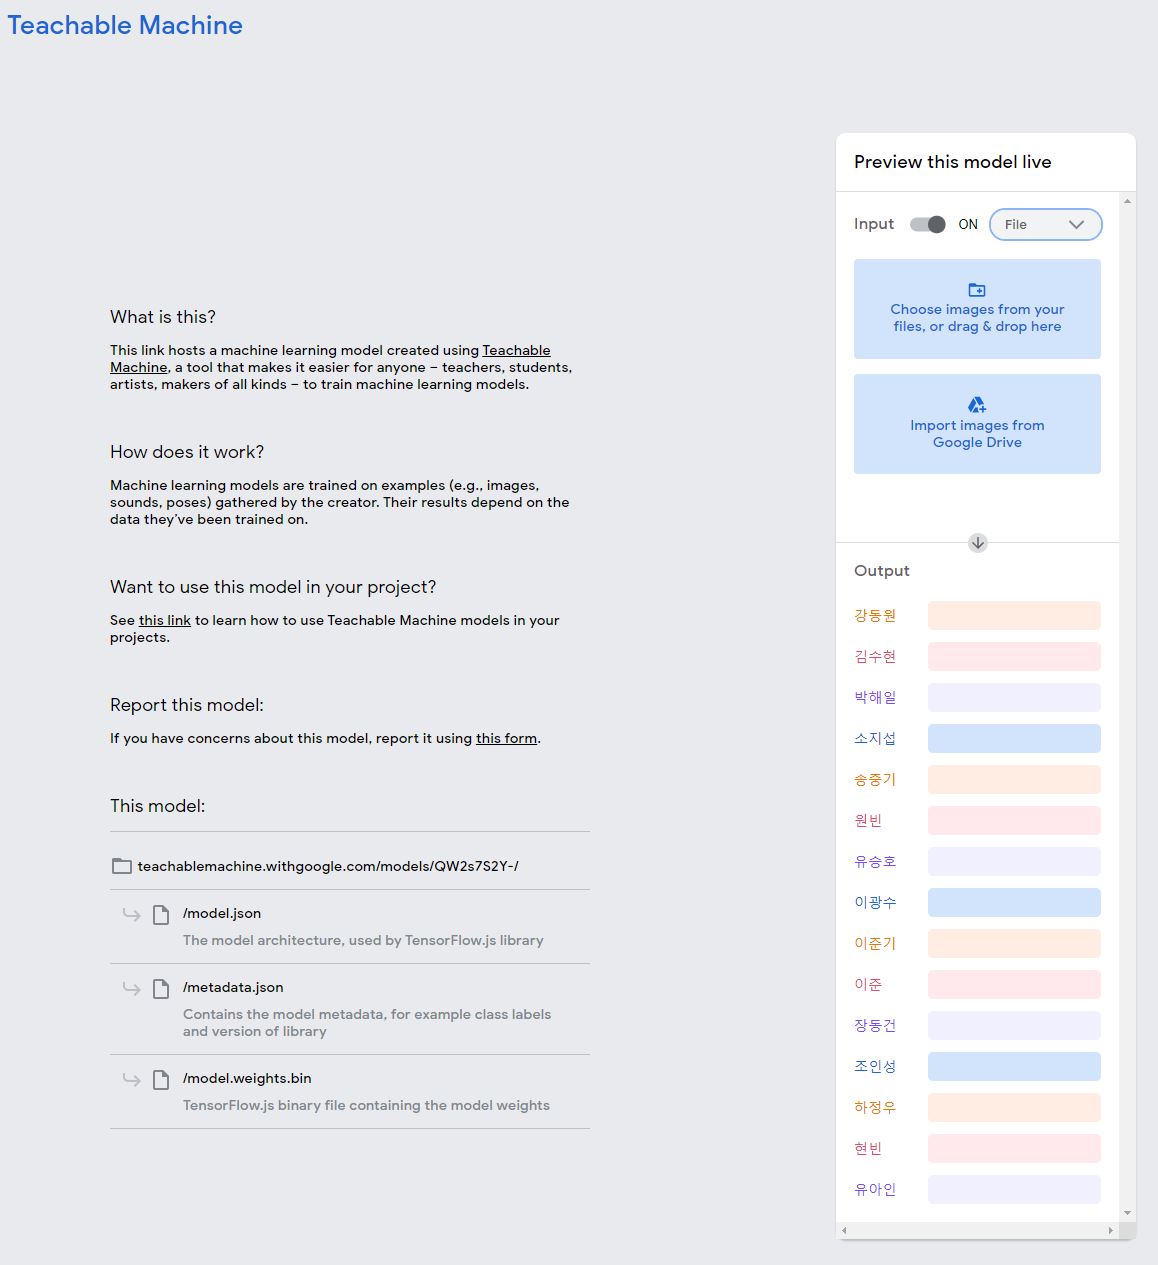 Teachable Machine
What is this?
This link hosts a machine learning model created using Teachable
Machine, a tool that makes it easier for anyone – teachers, students,
artists, makers of all kinds – to train machine learning models.
How does it work?
Machine learning models are trained on examples (e.g., images,
sounds, poses) gathered by the creator. Their results depend on the
data they've been trained on.
Want to use this model in your project?
See this link to learn how to use Teachable Machine models in your
projects.
Report this model:
If you have concerns about this model, report it using this form.
This model:
teachablemachine.withgoogle.com/models/QW2s7S2Y-/
/model.json
The model architecture, used by TensorFlow.js library
/metadata.json
Contains the model metadata, for example class labels
and version of library
/model.weights.bin
TensorFlow.js binary file containing the model weights
Preview this model live
Input ON File
Choose images from your
files, or drag & drop here
Import images from
Google Drive
Output
강동원
김수현
박해일
소지섭
송중기
원빈
유승호
이광수
이준기
이준
장동건
조인성
하정우
현빈
유아인